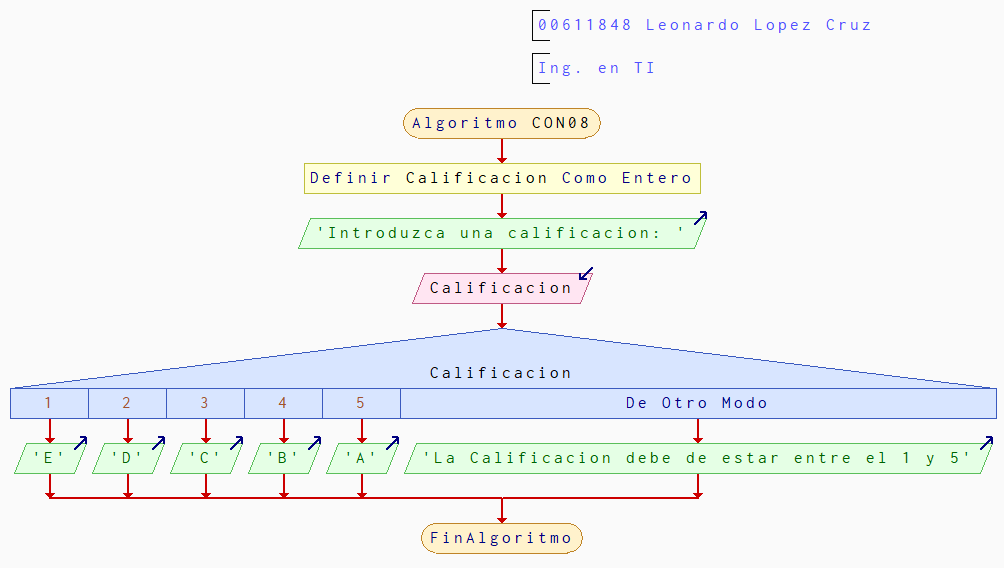 00611848 Leonardo Lopez Cruz
Ing. en TI
Algoritmo CON08
Definir Calificacion Como Entero
'Introduzca una calificacion: '
Calificacion
Calificacion
1 2 3 4 5 De Otro Modo
'E' 'D' 'C' 'B' 'A' 'La Calificacion debe de estar entre el 1 y 5'
FinAlgoritmo